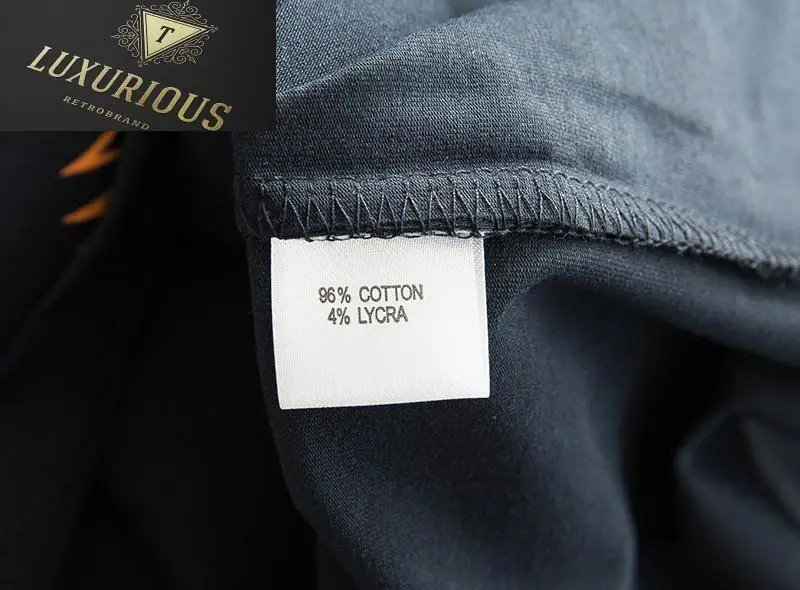 T
LUXURIOUS
RETROBRAND
96% COTTON
4% LYCRA